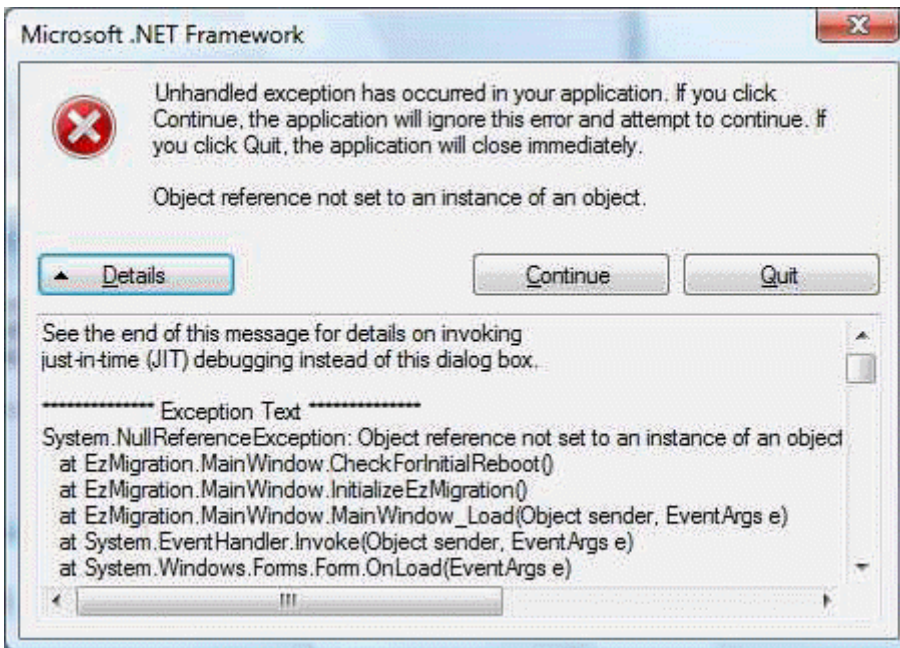 Microsoft .NET Framework
Unhandled exception has occurred in your application. If you click
Continue, the application will ignore this error and attempt to continue. If
you click Quit, the application will close immediately.
Object reference not set to an instance of an object.
Details
Continue
Quit
See the end of this message for details on invoking
just-in-time (JIT) debugging instead of this dialog box.
************** Exception Text **************
System.NullReferenceException: Object reference not set to an instance of an object
at EzMigration.MainWindow.CheckForInitialReboot()
at EzMigration.MainWindow.InitializeEzMigration()
at EzMigration.MainWindow.MainWindow_Load(Object sender, EventArgs e)
at System.EventHandler.Invoke(Object sender, EventArgs e)
at System.Windows.Forms.Form.OnLoad(EventArgs e)